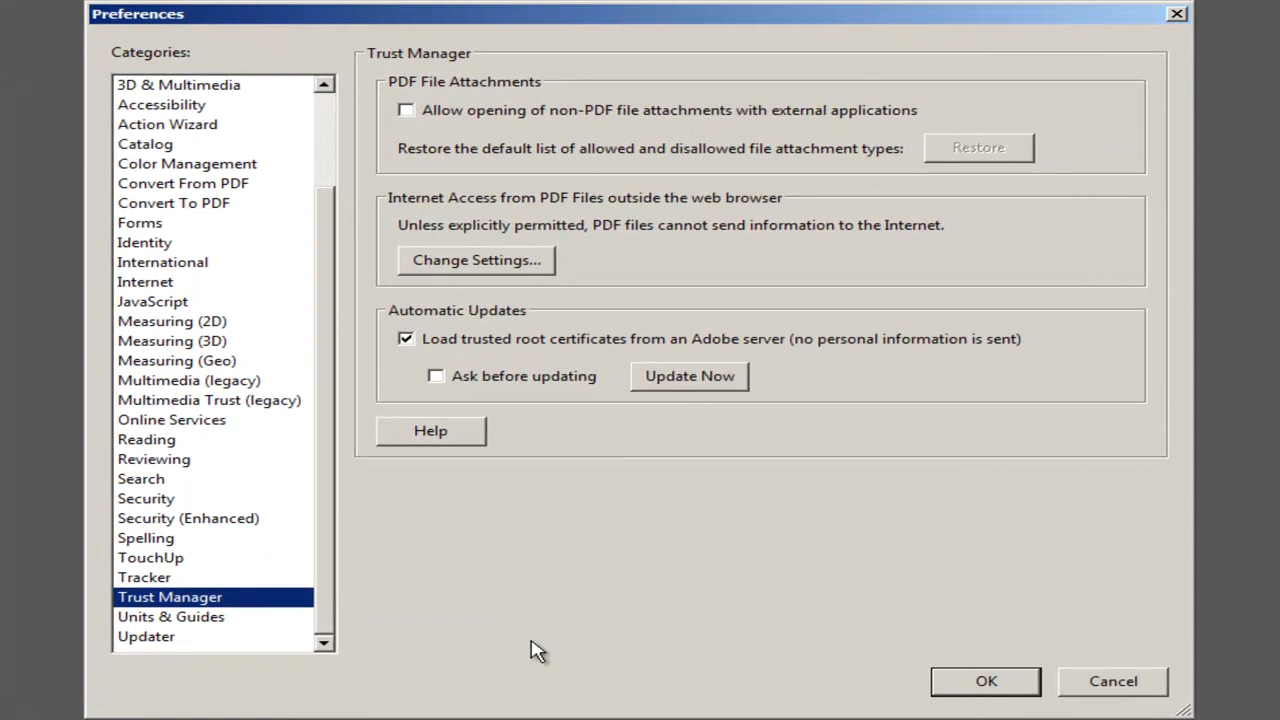 Preferences
Categories:
3D & Multimedia
Accessibility
Action Wizard
Catalog
Color Management
Convert From PDF
Convert To PDF
Forms
Identity
International
Internet
JavaScript
Measuring (2D)
Measuring (3D)
Measuring (Geo)
Multimedia (legacy)
Multimedia Trust (legacy)
Online Services
Reading
Reviewing
Search
Security
Security (Enhanced)
Spelling
TouchUp
Tracker
Trust Manager
Units & Guides
Updater
Trust Manager
PDF File Attachments
Allow opening of non-PDF file attachments with external applications
Restore the default list of allowed and disallowed file attachment types: Restore
Internet Access from PDF Files outside the web browser
Unless explicitly permitted, PDF files cannot send information to the Internet.
Change Settings...
Automatic Updates
Load trusted root certificates from an Adobe server (no personal information is sent)
Ask before updating Update Now
Help
OK Cancel